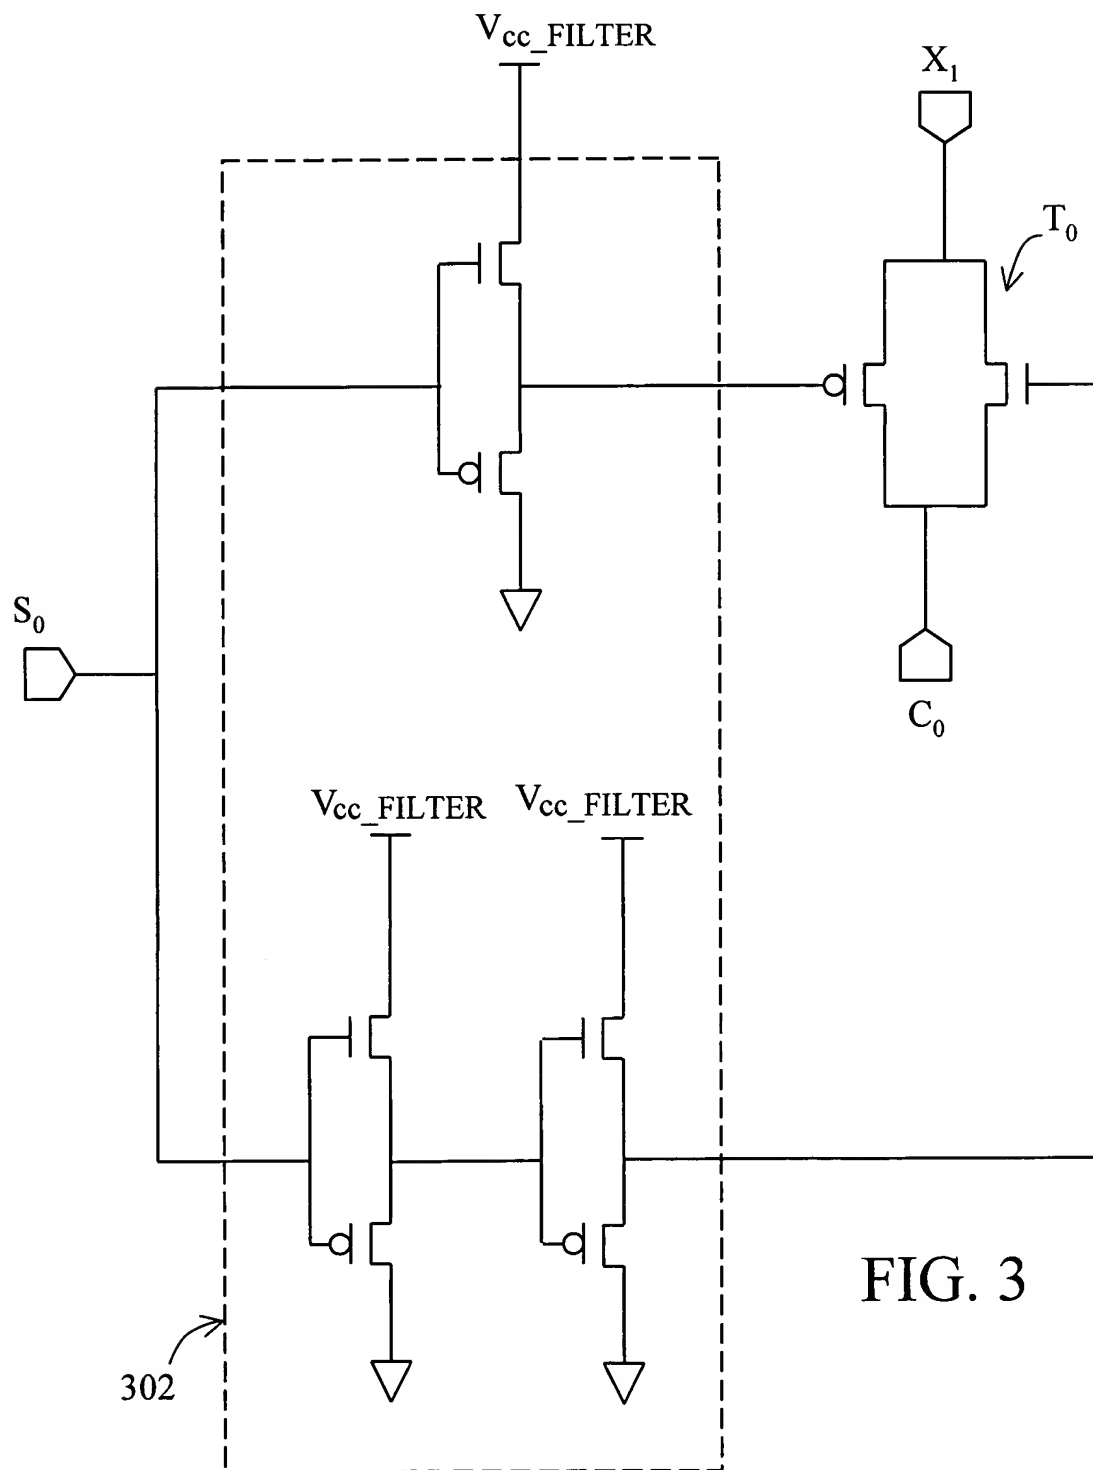 Vcc_FILTER
X₁
T₀
S₀
C₀
Vcc_FILTER
Vcc_FILTER
FIG. 3
302